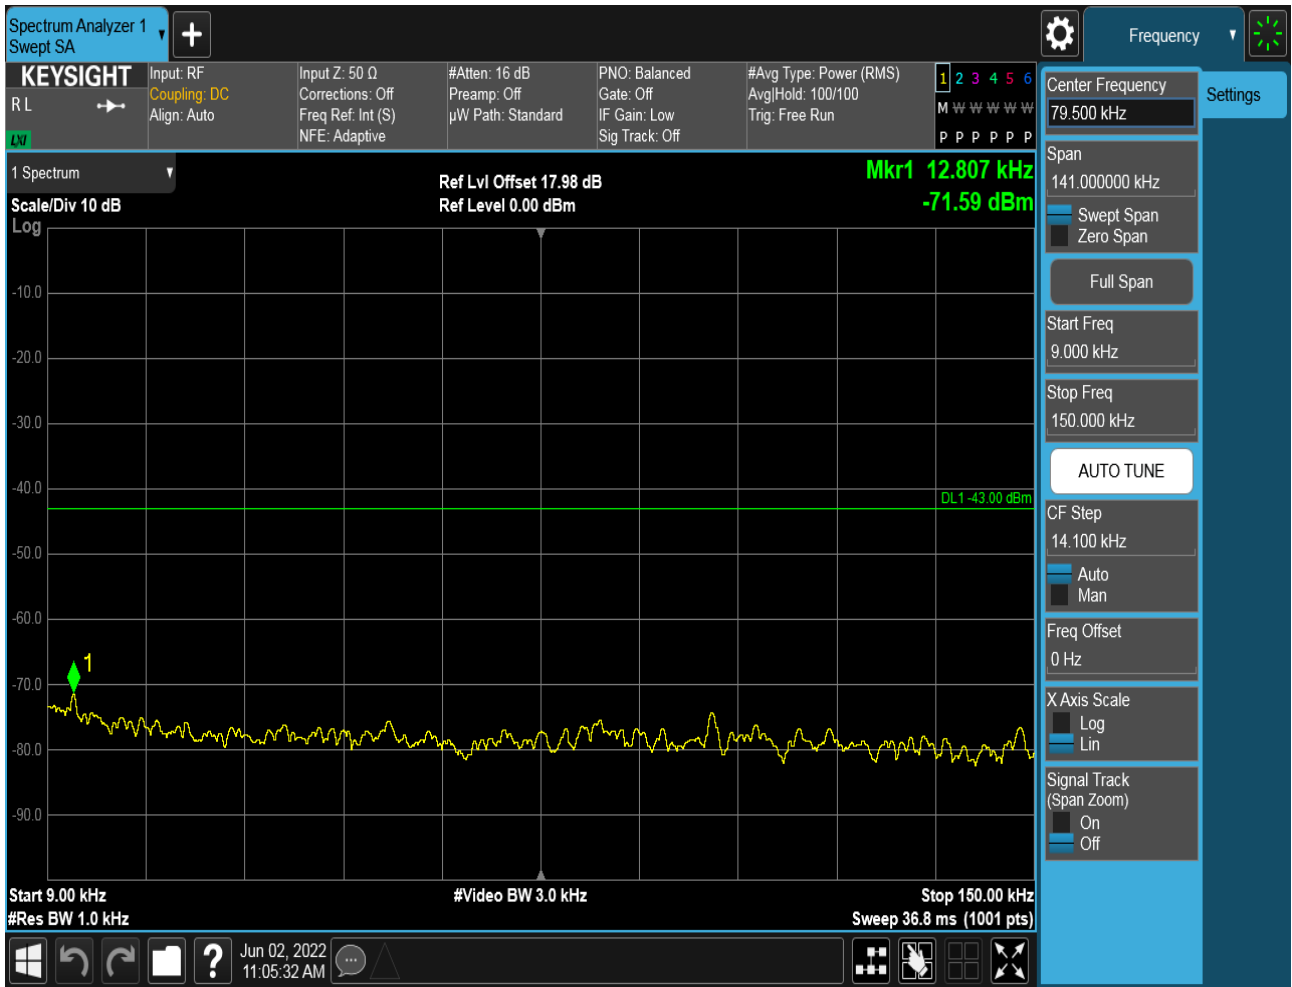 Spectrum Analyzer 1
Swept SA
Frequency
KEYSIGHT
R L
LXI
Input: RF
Coupling: DC
Align: Auto
Input Z: 50 Ω
Corrections: Off
Freq Ref: Int (S)
NFE: Adaptive
#Atten: 16 dB
Preamp: Off
µW Path: Standard
PNO: Balanced
Gate: Off
IF Gain: Low
Sig Track: Off
#Avg Type: Power (RMS)
Avg|Hold: 100/100
Trig: Free Run
1 2 3 4 5 6
M W W W W W
P P P P P P
1 Spectrum
Scale/Div 10 dB
Log
Ref Lvl Offset 17.98 dB
Ref Level 0.00 dBm
Mkr1 12.807 kHz
-71.59 dBm
-10.0
-20.0
-30.0
-40.0
DL1 -43.00 dBm
-50.0
-60.0
1
-70.0
-80.0
-90.0
Start 9.00 kHz
#Res BW 1.0 kHz
#Video BW 3.0 kHz
Stop 150.00 kHz
Sweep 36.8 ms (1001 pts)
Center Frequency
79.500 kHz
Settings
Span
141.000000 kHz
Swept Span
Zero Span
Full Span
Start Freq
9.000 kHz
Stop Freq
150.000 kHz
AUTO TUNE
CF Step
14.100 kHz
Auto
Man
Freq Offset
0 Hz
X Axis Scale
Log
Lin
Signal Track
(Span Zoom)
On
Off
?
Jun 02, 2022
11:05:32 AM